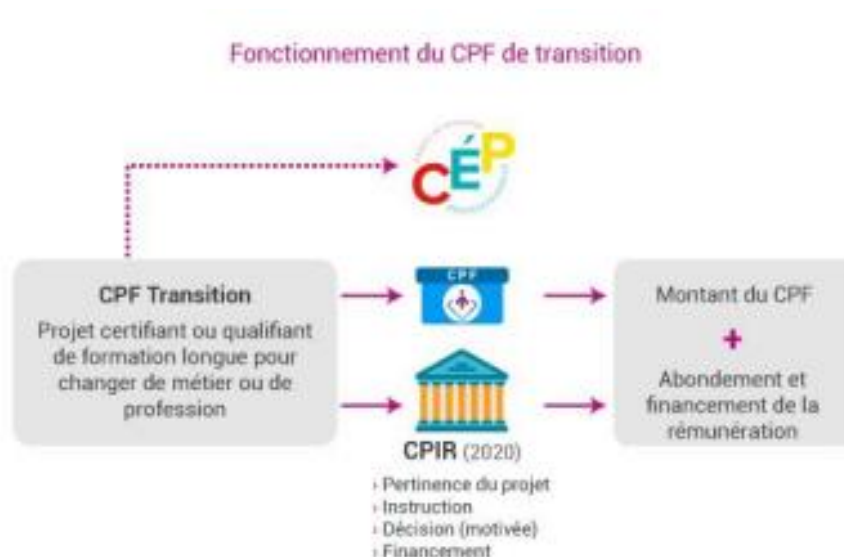 Fonctionnement du CPF de transition
CÉP
CPF Transition
Projet certifiant ou qualifiant
de formation longue pour
changer de métier ou de
profession
CPF
Montant du CPF
+
Abondement et
financement de la
rémunération
CPIR (2020)
› Pertinence du projet
› Instruction
› Décision (motivée)
› Financement